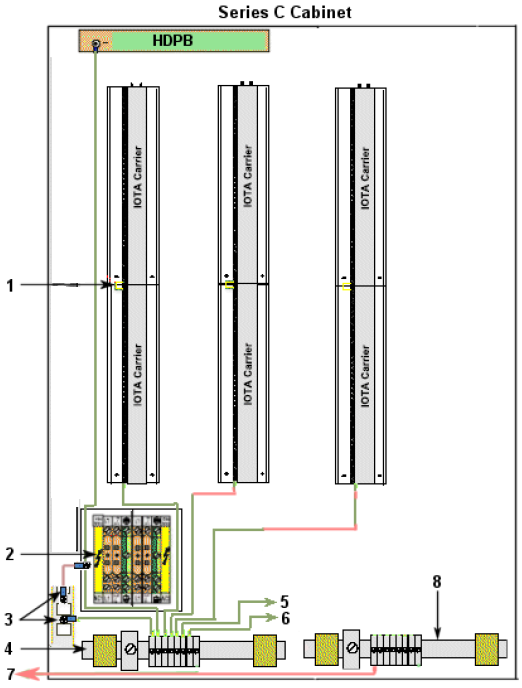 Series C Cabinet
HDPB
IOTA Carrier
IOTA Carrier
IOTA Carrier
1
IOTA Carrier
IOTA Carrier
IOTA Carrier
2
3
4
5
6
7
8